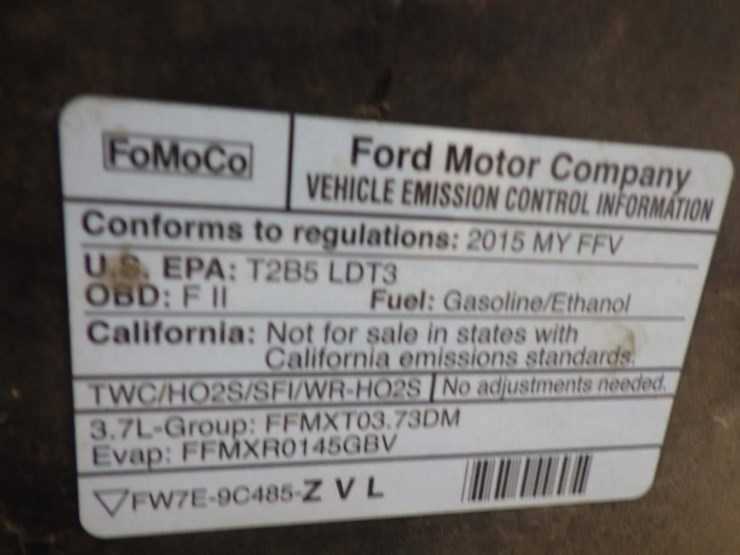 FoMoCo
Ford Motor Company
VEHICLE EMISSION CONTROL INFORMATION
Conforms to regulations: 2015 MY FFV
U.S. EPA: T2B5 LDT3
OBD: F II Fuel: Gasoline/Ethanol
California: Not for sale in states with
California emissions standards.
TWC/HO2S/SFI/WR-HO2S No adjustments needed.
3.7L-Group: FFMXT03.73DM
Evap: FFMXR0145GBV
FW7E-9C485-Z V L